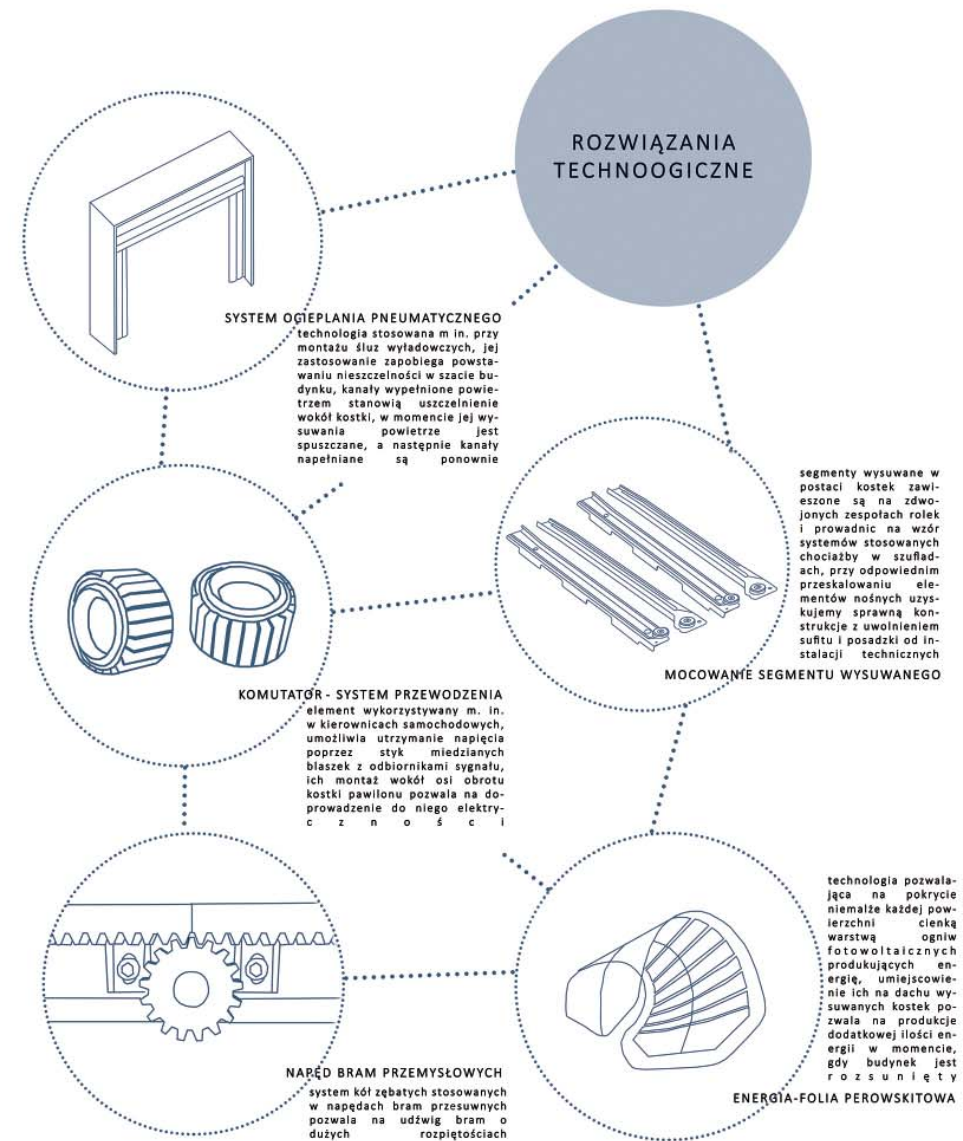 ROZWIĄZANIA
TECHNOOGICZNE
SYSTEM OCIEPLANIA PNEUMATYCZNEGO
technologia stosowana m in. przy
montażu śluz wyładowczych, jej
zastosowanie zapobiega powsta-
waniu nieszczelności w szacie bu-
dynku, kanały wypełnione powie-
trzem stanowią uszczelnienie
wokół kostki, w momencie jej wy-
suwania powietrze jest
spuszczane, a następnie kanały
napełniane są ponownie
segmenty wysuwane w
postaci kostek zawi-
eszone są na zdwo-
jonych zespołach rolek
i prowadnic na wzór
systemów stosowanych
chociażby w szuflad-
ach, przy odpowiednim
przeskalowaniu ele-
mentów nośnych uzys-
kujemy sprawną kon-
strukcje z uwolnieniem
sufitu i posadzki od in-
stalacji technicznych
MOCOWANIE SEGMENTU WYSUWANEGO
KOMUTATOR - SYSTEM PRZEWODZENIA
element wykorzystywany m. in.
w kierownicach samochodowych,
umożliwia utrzymanie napięcia
poprzez styk miedzianych
blaszek z odbiornikami sygnału,
ich montaż wokół osi obrotu
kostki pawilonu pozwala na do-
prowadzenie do niego elektry-
c z n o ś c i
technologia pozwala-
jąca na pokrycie
niemalże każdej pow-
ierzchni cienką
warstwą ogniw
fotowoltaicznych
produkujących en-
ergię, umiejscowie-
nie ich na dachu wy-
suwanych kostek po-
zwala na produkcje
dodatkowej ilości en-
ergii w momencie,
gdy budynek jest
r o z s u n i ę t y
ENERGIA-FOLIA PEROWSKITOWA
NAPĘD BRAM PRZEMYSŁOWYCH
system kół zębatych stosowanych
w napędach bram przesuwnych
pozwala na udźwig bram o
dużych rozpiętościach